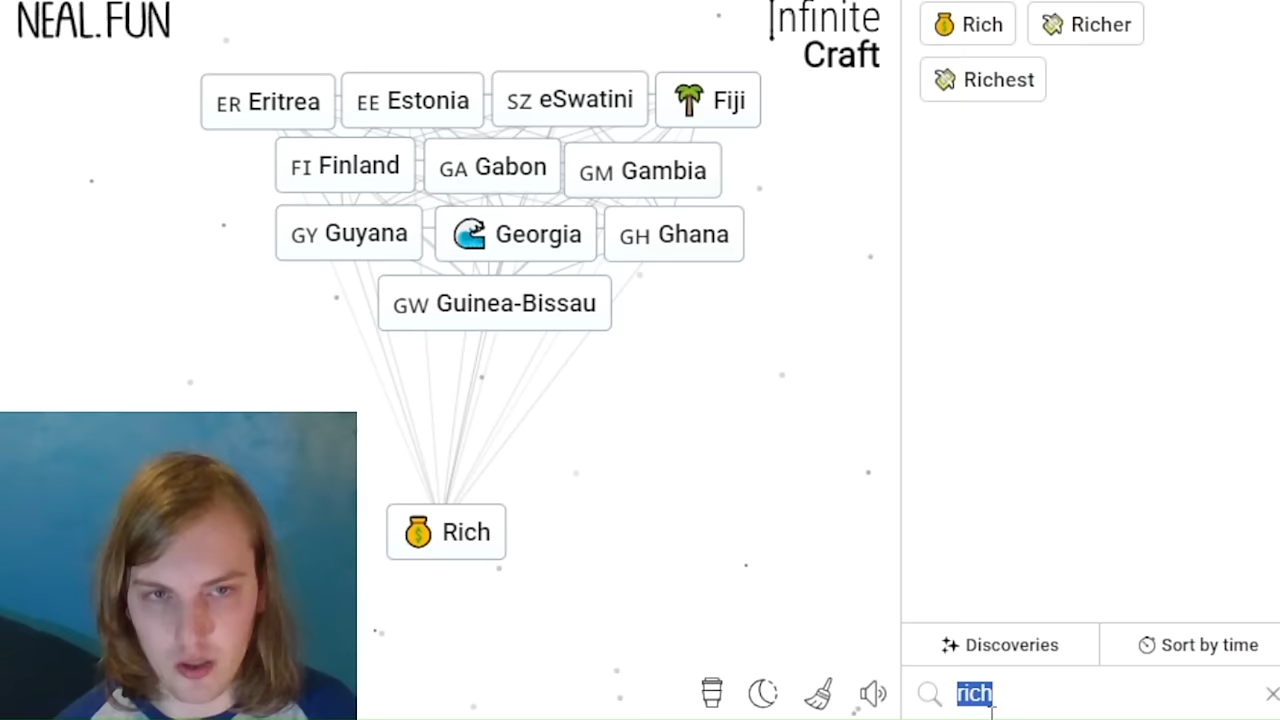 NEAL.FUN
Infinite
Craft
ER Eritrea
EE Estonia
SZ eSwatini
Fiji
FI Finland
GA Gabon
GM Gambia
GY Guyana
Georgia
GH Ghana
GW Guinea-Bissau
Rich
Rich
Richer
Richest
Discoveries
Sort by time
rich